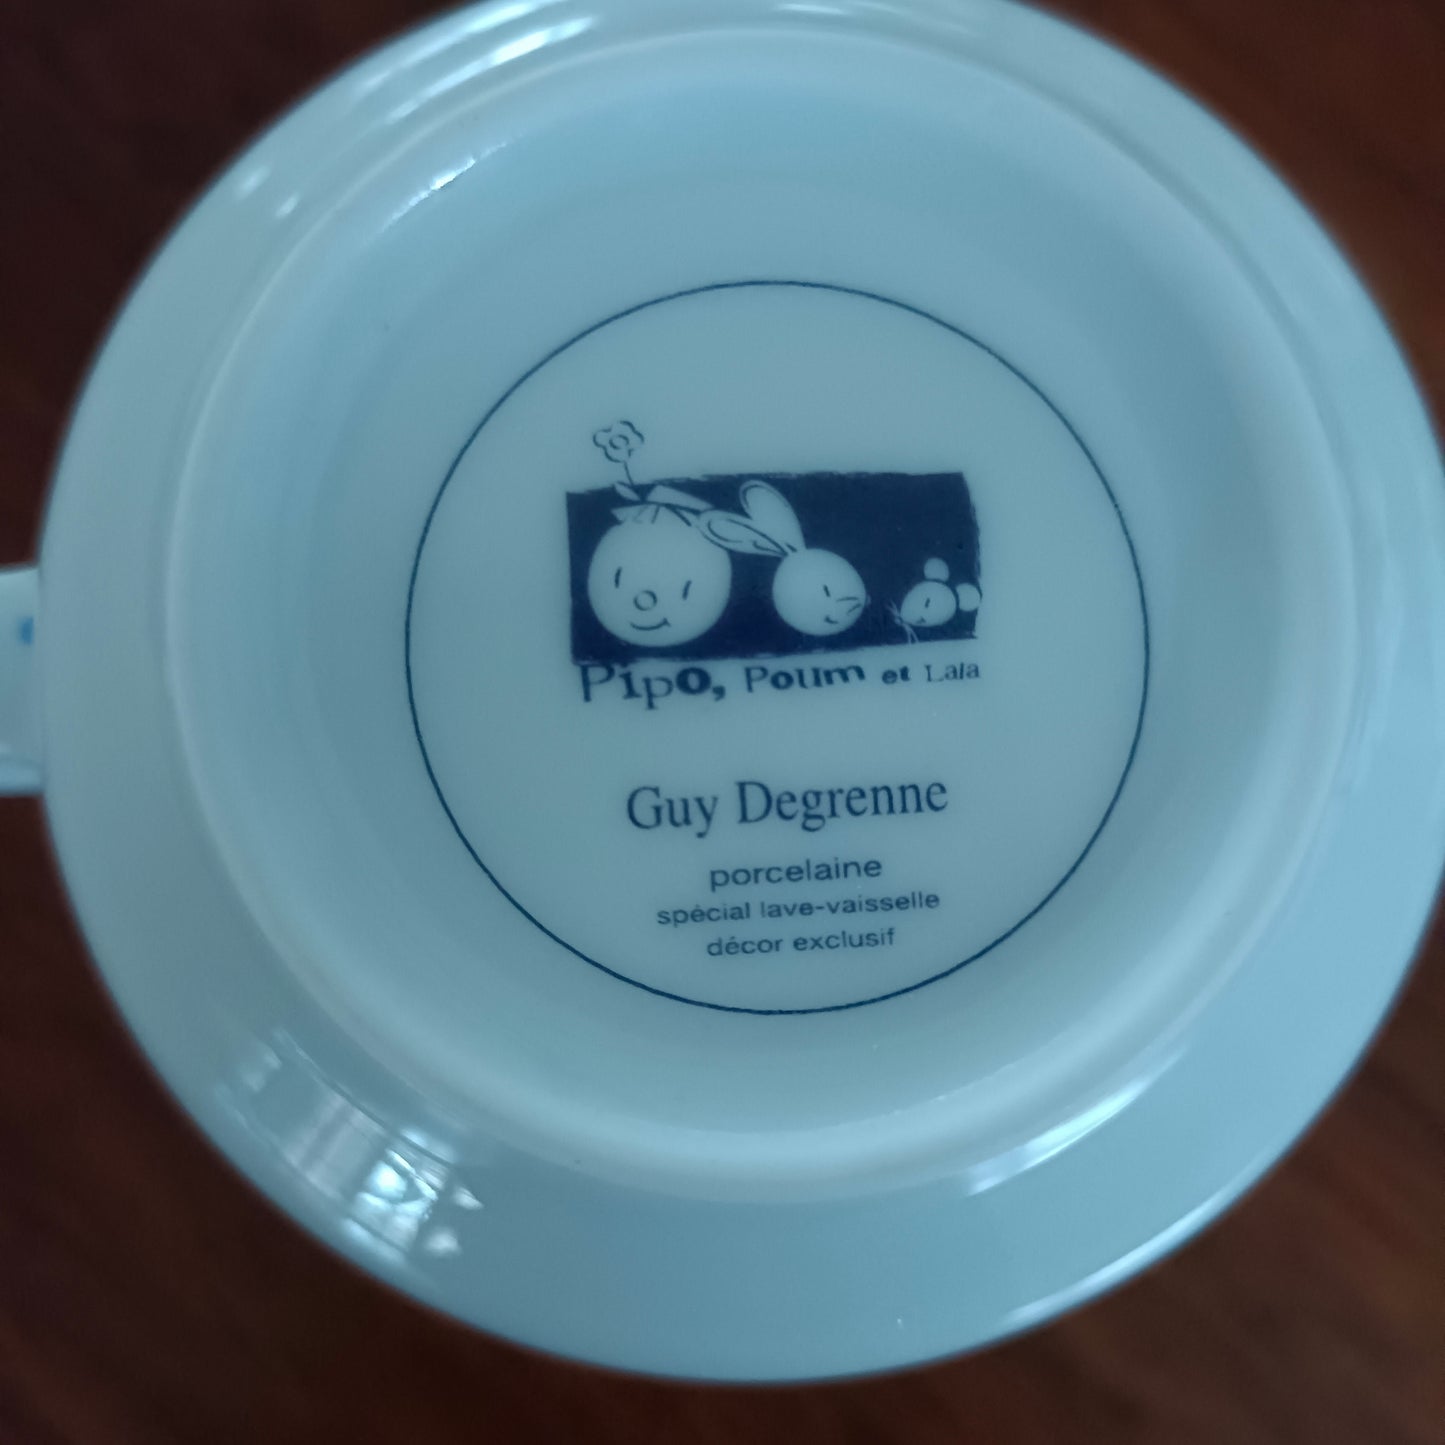 Pipo, Poum et Lala
Guy Degrenne
porcelaine
spécial lave-vaisselle
décor exclusif